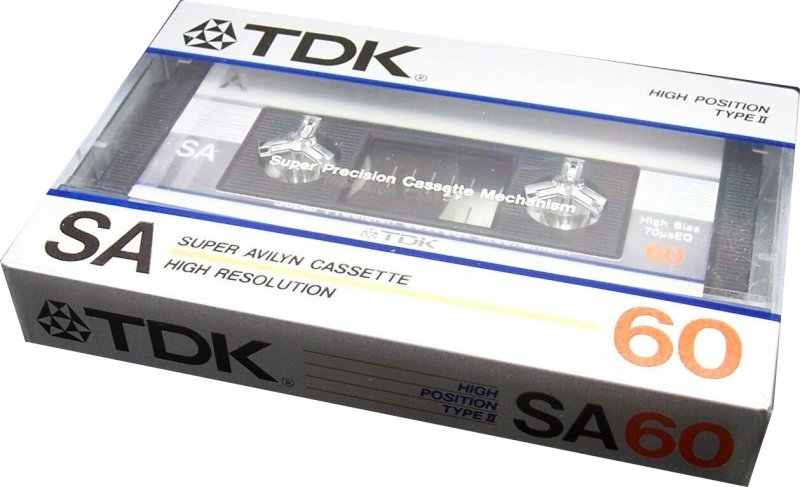 TDK®
HIGH POSITION
TYPE II
A
SA
Super Precision Cassette Mechanism
High Bias
70µsEQ
60
TDK
SA
SUPER AVILYN CASSETTE
HIGH RESOLUTION
60
TDK®
HIGH
POSITION
TYPE II
SA60